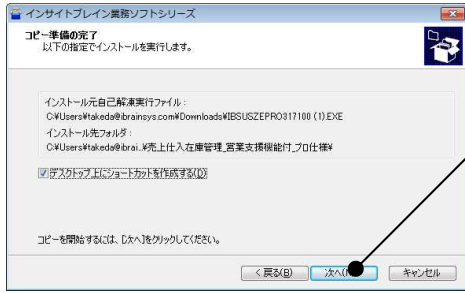 インサイトブレイン業務ソフトシリーズ
コピー準備の完了
以下の指定でインストールを実行します。
インストール元自己解凍実行ファイル：
C:¥Users¥takeda@ibrainsys.com¥Downloads¥IBSUSZEPRO317100 (1).EXE
インストール先フォルダ：
C:¥Users¥takeda@ibrai..¥売上仕入在庫管理_営業支援機能付_プロ仕様¥
デスクトップ上にショートカットを作成する(D)
コピーを開始するには、[次へ]をクリックしてください。
< 戻る(B)
次へ(
キャンセル